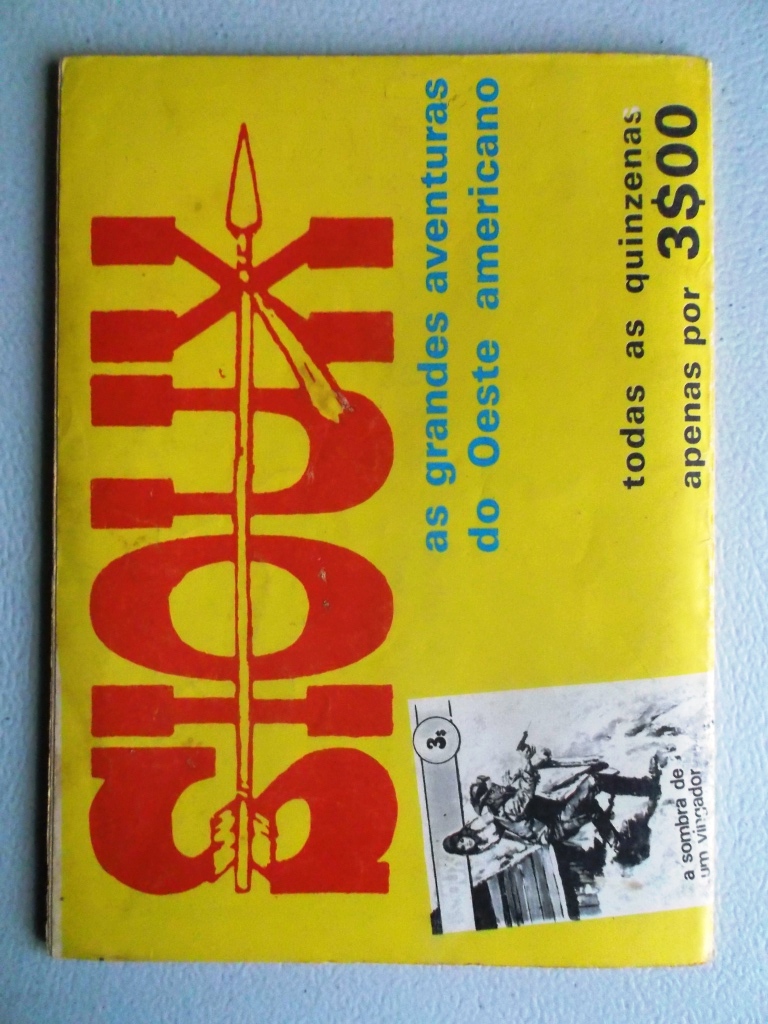 SIOUX
as grandes aventuras
do Oeste americano
todas as quinzenas
apenas por 3$00
3$
a sombra de
um vingador